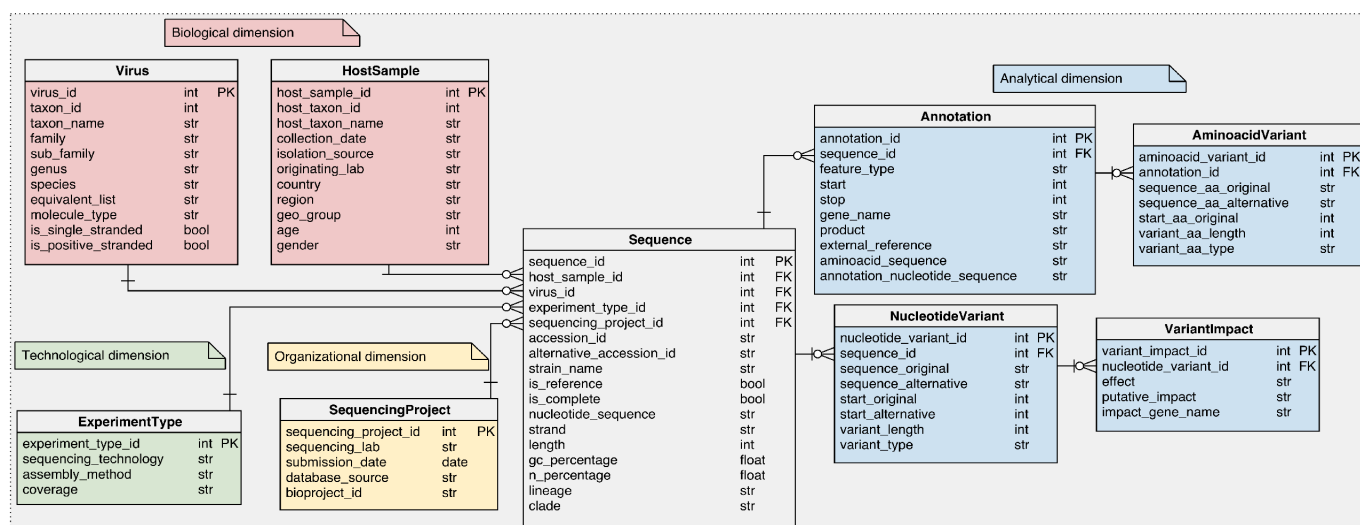 Biological dimension
Virus
virus_id int PK
taxon_id int
taxon_name str
family str
sub_family str
genus str
species str
equivalent_list str
molecule_type str
is_single_stranded bool
is_positive_stranded bool
HostSample
host_sample_id int PK
host_taxon_id int
host_taxon_name str
collection_date str
isolation_source str
originating_lab str
country str
region str
geo_group str
age int
gender str
Analytical dimension
Annotation
annotation_id int PK
sequence_id int FK
feature_type str
start int
stop int
gene_name str
product str
external_reference str
aminoacid_sequence str
annotation_nucleotide_sequence str
AminoacidVariant
aminoacid_variant_id int PK
annotation_id int FK
sequence_aa_original str
sequence_aa_alternative str
start_aa_original int
variant_aa_length int
variant_aa_type str
Sequence
sequence_id int PK
host_sample_id int FK
virus_id int FK
experiment_type_id int FK
sequencing_project_id int FK
accession_id str
alternative_accession_id str
strain_name str
is_reference bool
is_complete bool
nucleotide_sequence str
strand str
length int
gc_percentage float
n_percentage float
lineage str
clade str
NucleotideVariant
nucleotide_variant_id int PK
sequence_id int FK
sequence_original str
sequence_alternative str
start_original int
start_alternative int
variant_length int
variant_type str
VariantImpact
variant_impact_id int PK
nucleotide_variant_id int FK
effect str
putative_impact str
impact_gene_name str
Technological dimension
ExperimentType
experiment_type_id int PK
sequencing_technology str
assembly_method str
coverage str
Organizational dimension
SequencingProject
sequencing_project_id int PK
sequencing_lab str
submission_date date
database_source str
bioproject_id str